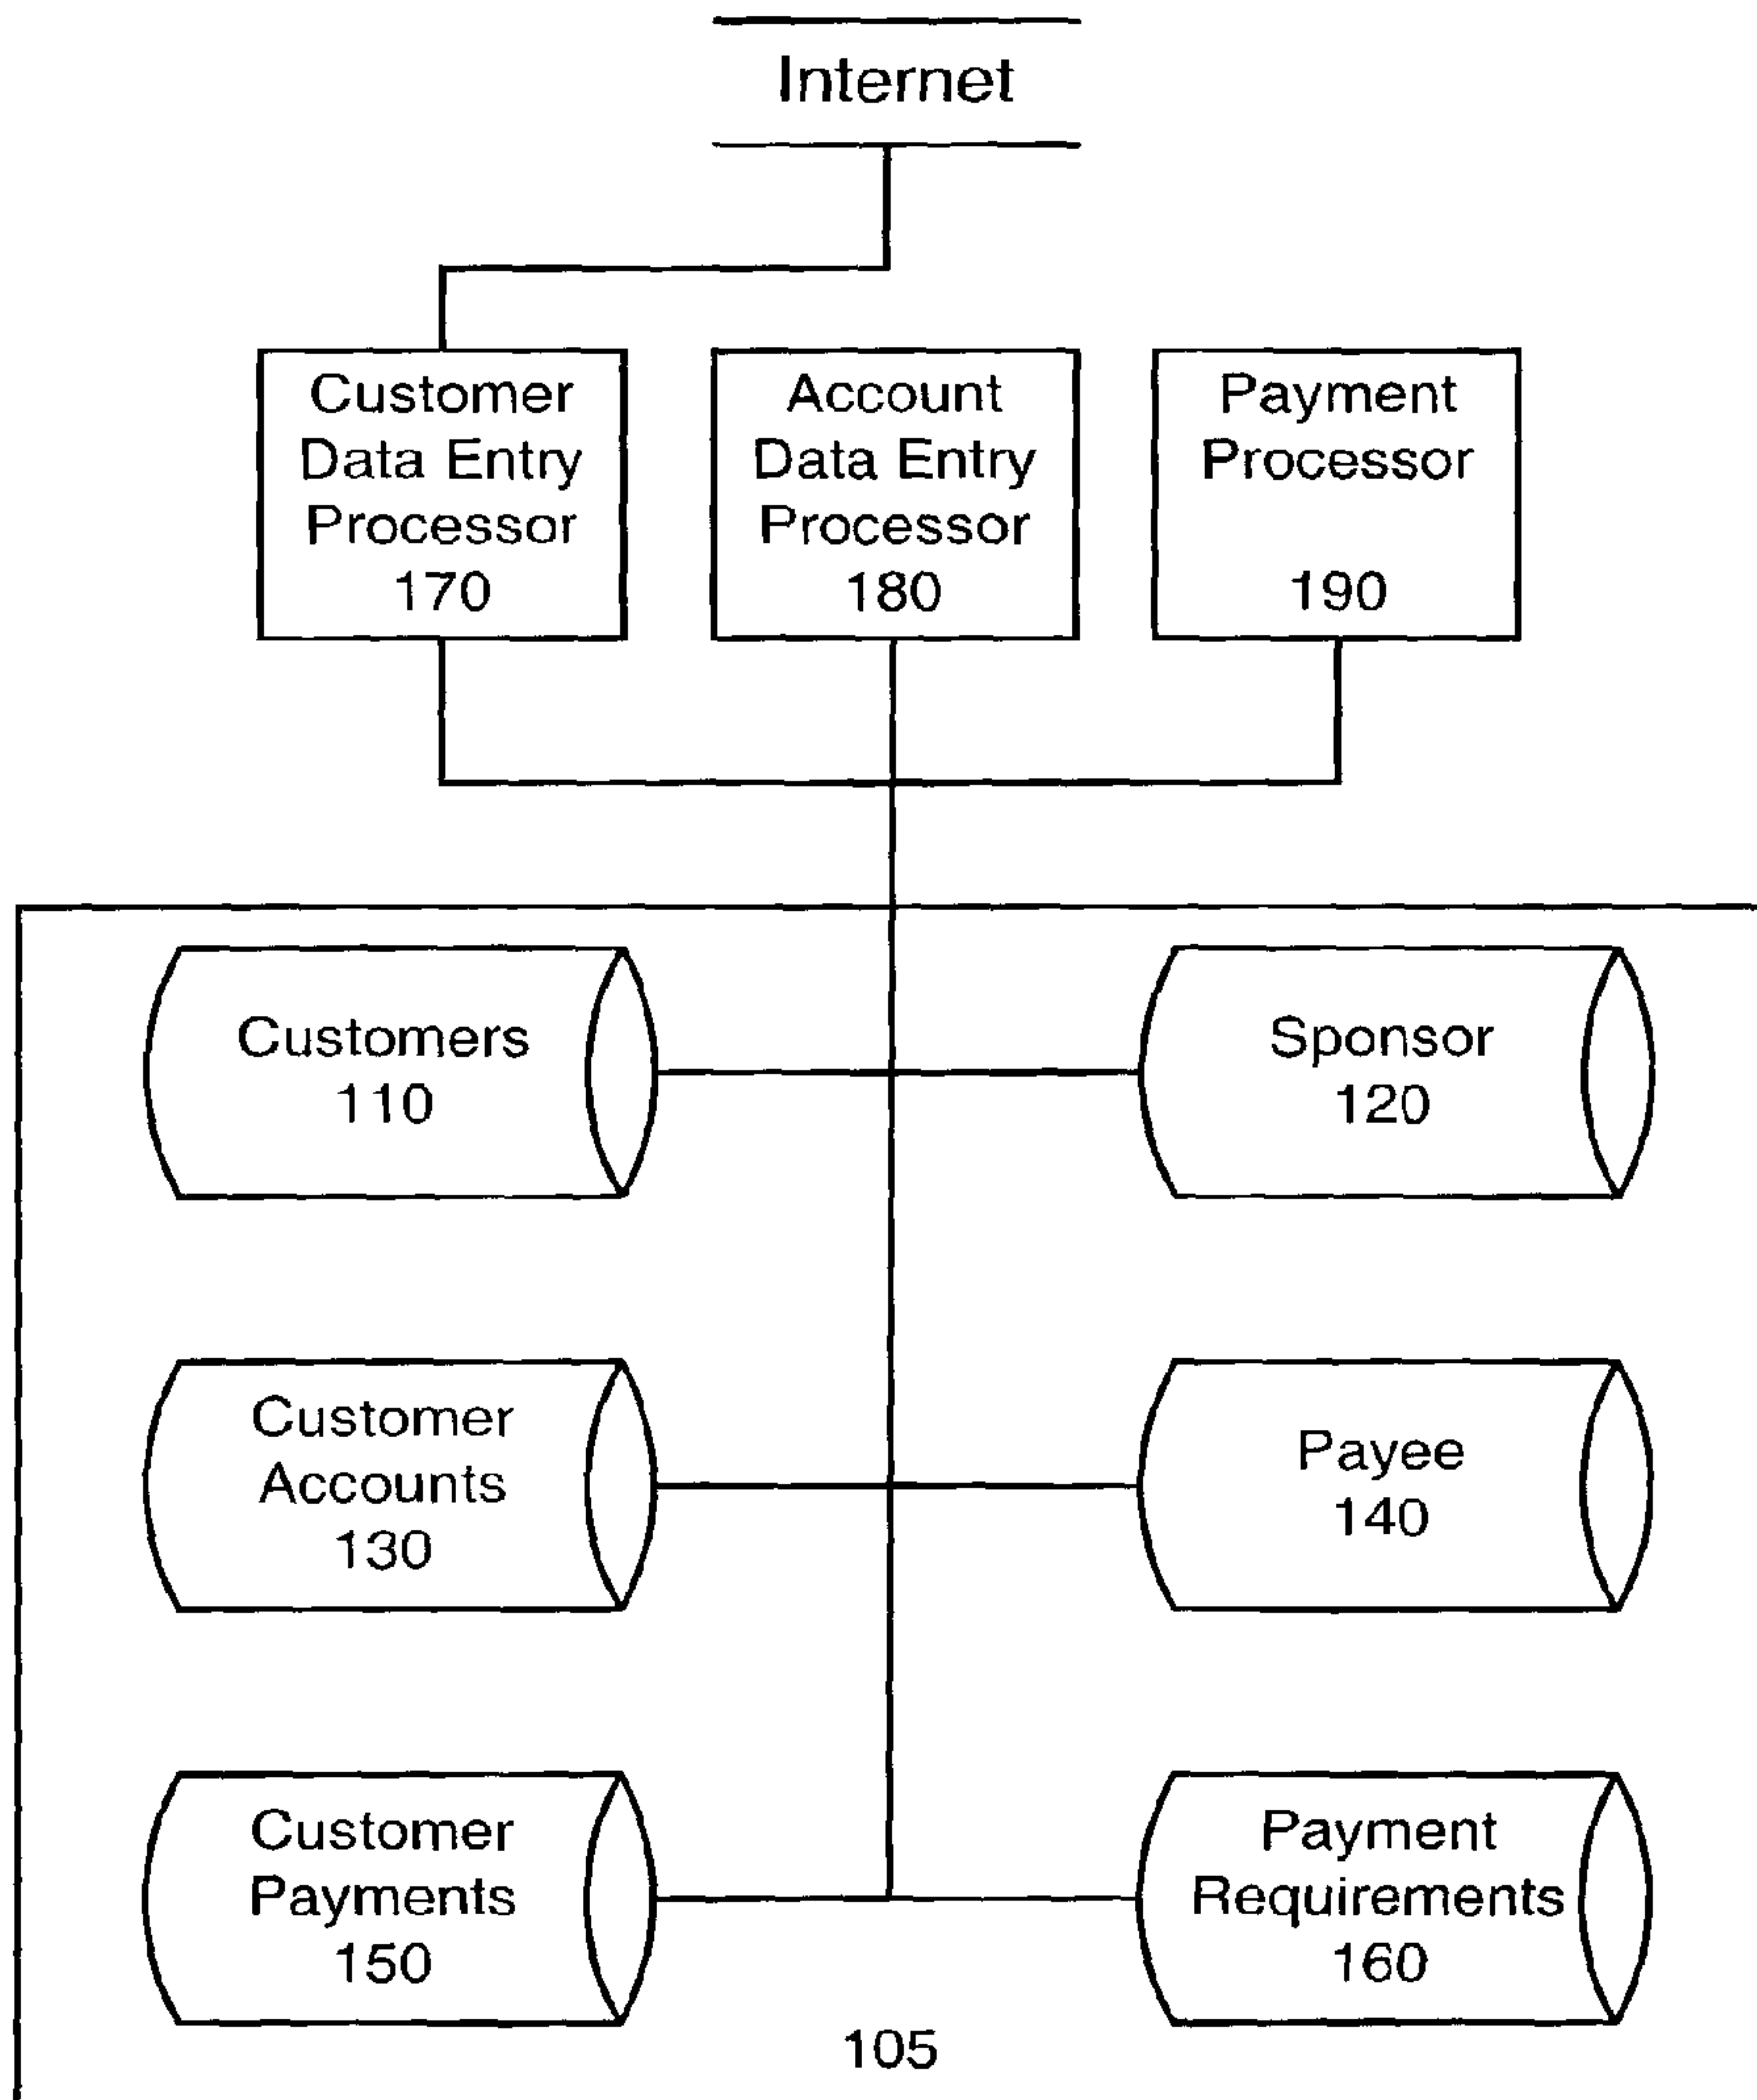 Internet
Customer
Data Entry
Processor
170
Account
Data Entry
Processor
180
Payment
Processor
190
Customers
110
Sponsor
120
Customer
Accounts
130
Payee
140
Customer
Payments
150
Payment
Requirements
160
105